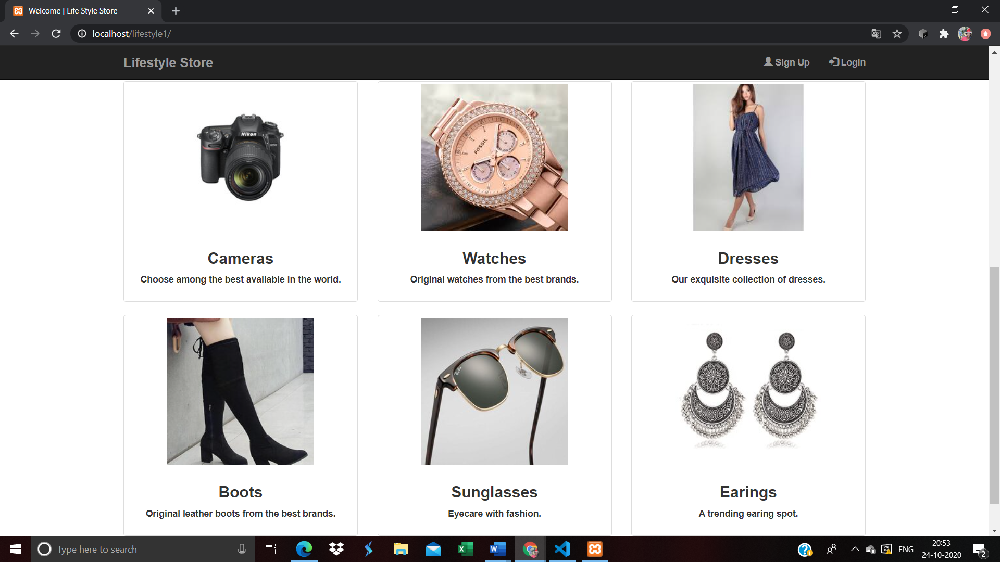 Welcome | Life Style Store
localhost/lifestyle1/
Lifestyle Store
Sign Up
Login
Nikon
FOSSIL
Cameras
Watches
Dresses
Choose among the best available in the world.
Original watches from the best brands.
Our exquisite collection of dresses.
Ray-Ban
Boots
Sunglasses
Earings
Original leather boots from the best brands.
Eyecare with fashion.
A trending earing spot.
Type here to search
ENG
20:53
24-10-2020
2